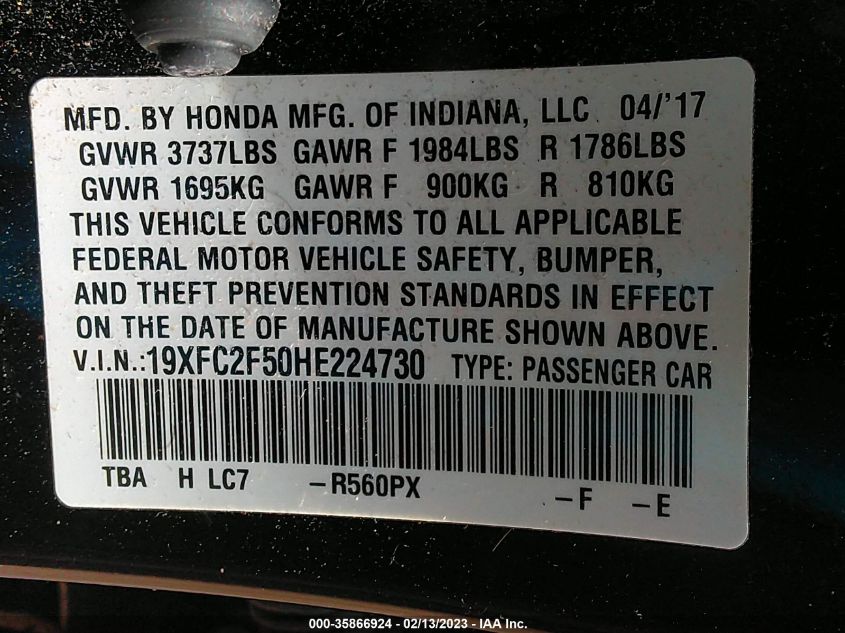 MFD. BY HONDA MFG. OF INDIANA, LLC 04/'17
GVWR 3737LBS GAWR F 1984LBS R 1786LBS
GVWR 1695KG GAWR F 900KG R 810KG
THIS VEHICLE CONFORMS TO ALL APPLICABLE
FEDERAL MOTOR VEHICLE SAFETY, BUMPER,
AND THEFT PREVENTION STANDARDS IN EFFECT
ON THE DATE OF MANUFACTURE SHOWN ABOVE.
V.I.N.:19XFC2F50HE224730 TYPE: PASSENGER CAR
TBA H LC7 –R560PX –F –E
000-35866924 - 02/13/2023 - IAA Inc.